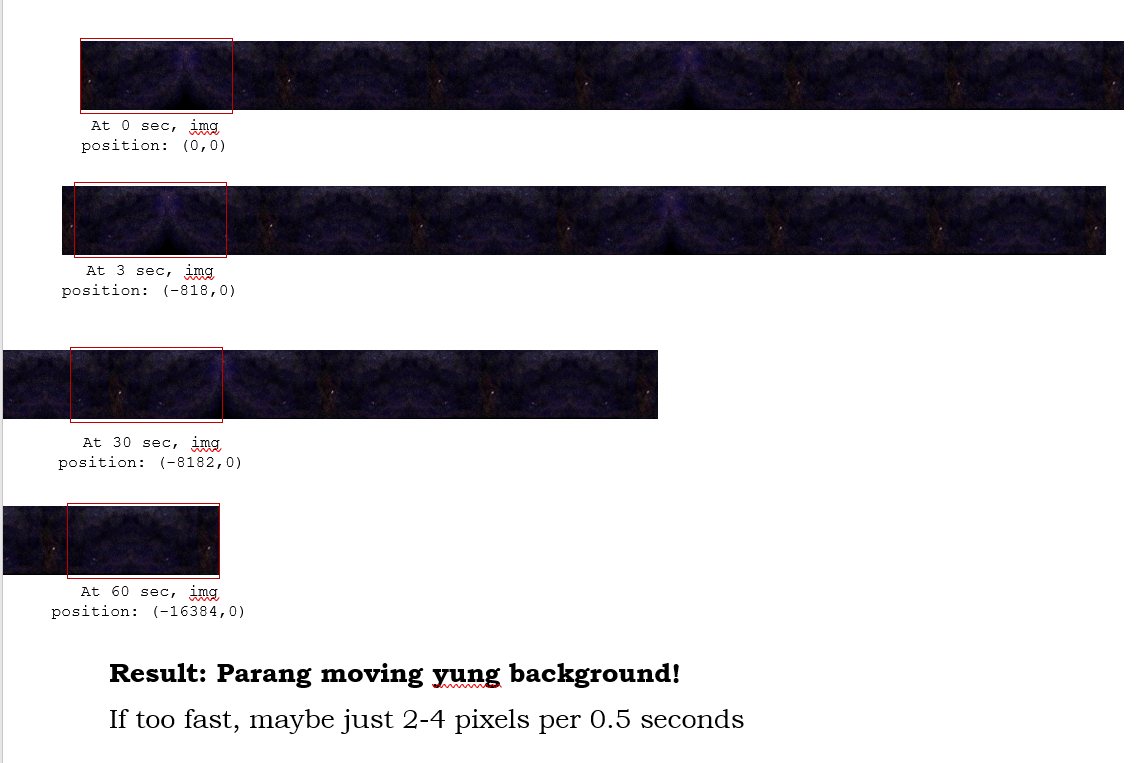 At 0 sec, img
position: (0,0)
At 3 sec, img
position: (-818,0)
At 30 sec, img
position: (-8182,0)
At 60 sec, img
position: (-16384,0)
Result: Parang moving yung background!
If too fast, maybe just 2-4 pixels per 0.5 seconds